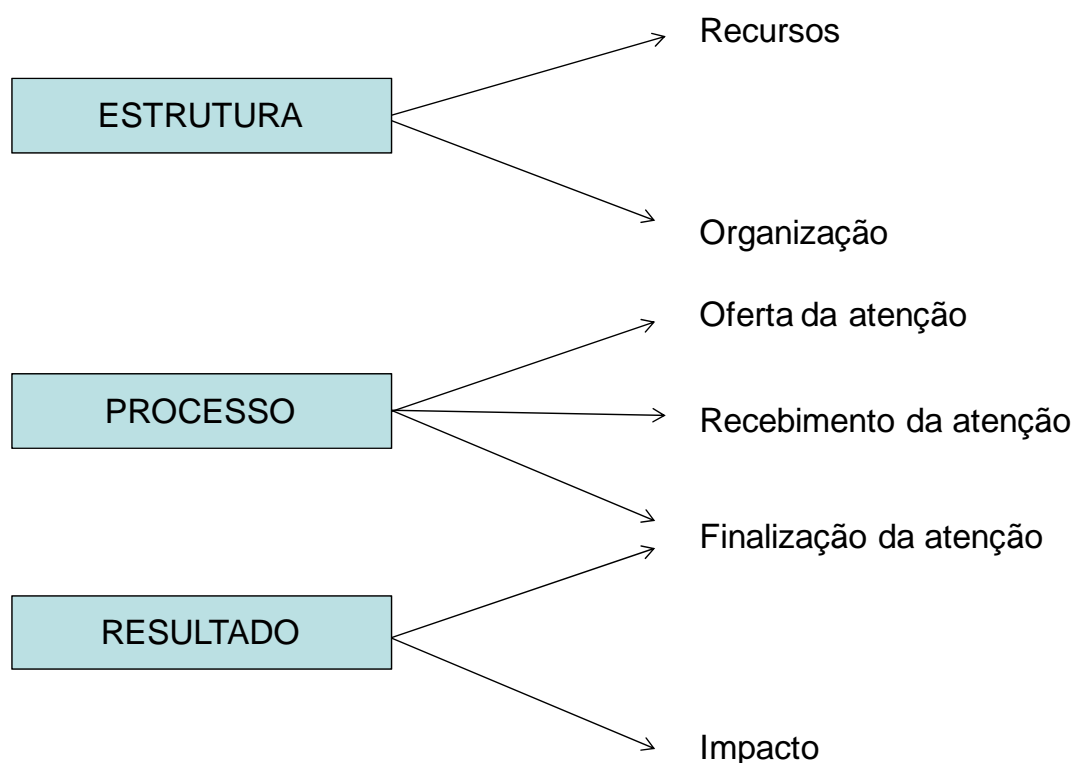 Recursos
ESTRUTURA
Organização
Oferta da atenção
PROCESSO
Recebimento da atenção
Finalização da atenção
RESULTADO
Impacto